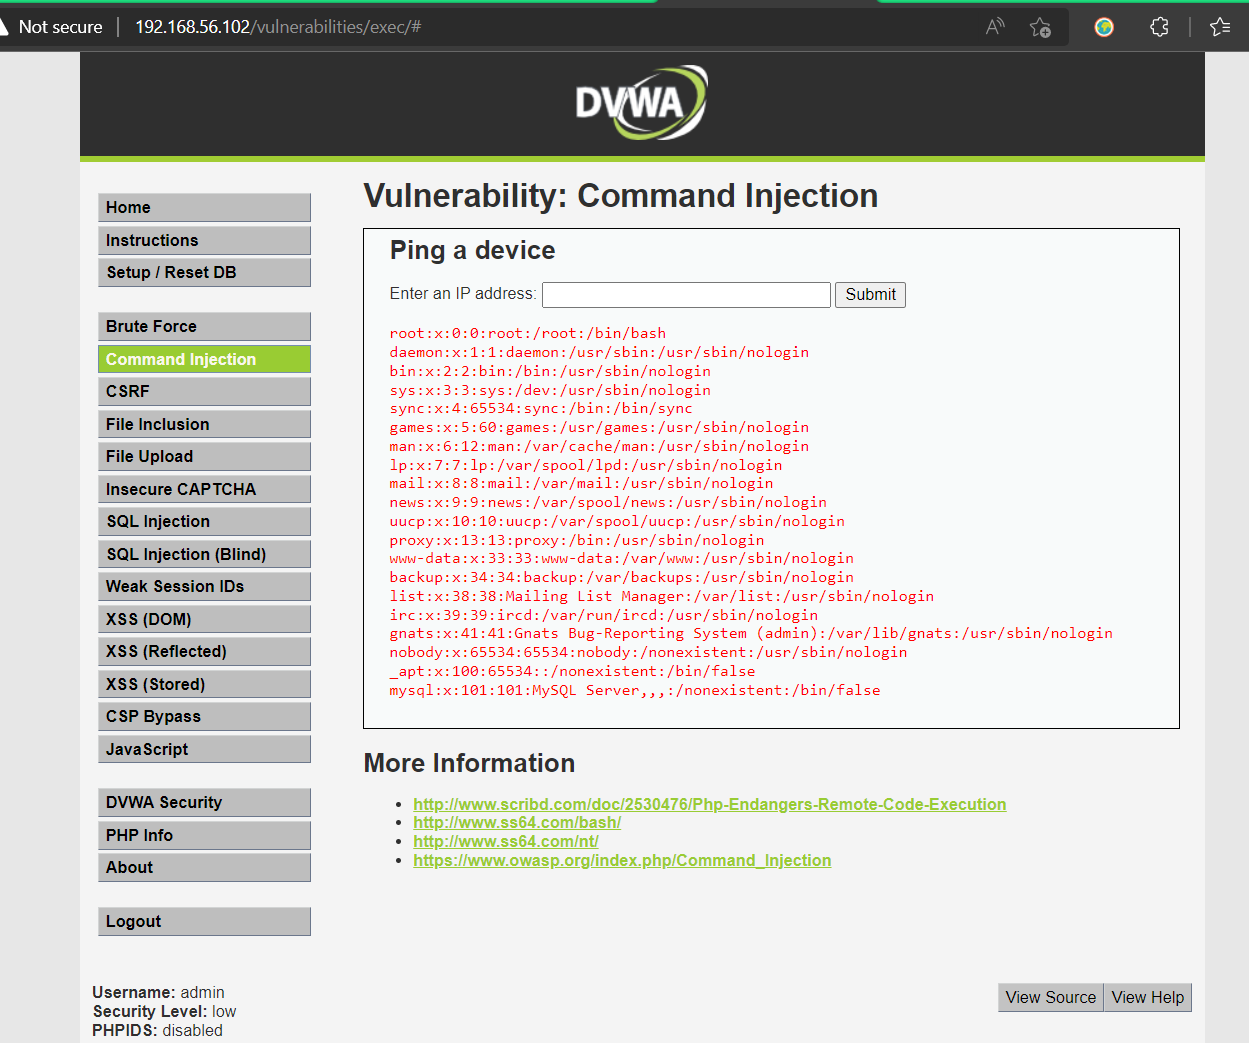 Not secure | 192.168.56.102/vulnerabilities/exec/#
DVWA
Home
Instructions
Setup / Reset DB
Brute Force
Command Injection
CSRF
File Inclusion
File Upload
Insecure CAPTCHA
SQL Injection
SQL Injection (Blind)
Weak Session IDs
XSS (DOM)
XSS (Reflected)
XSS (Stored)
CSP Bypass
JavaScript
DVWA Security
PHP Info
About
Logout
Vulnerability: Command Injection
Ping a device
Enter an IP address: Submit
root:x:0:0:root:/root:/bin/bash
daemon:x:1:1:daemon:/usr/sbin:/usr/sbin/nologin
bin:x:2:2:bin:/bin:/usr/sbin/nologin
sys:x:3:3:sys:/dev:/usr/sbin/nologin
sync:x:4:65534:sync:/bin:/bin/sync
games:x:5:60:games:/usr/games:/usr/sbin/nologin
man:x:6:12:man:/var/cache/man:/usr/sbin/nologin
lp:x:7:7:lp:/var/spool/lpd:/usr/sbin/nologin
mail:x:8:8:mail:/var/mail:/usr/sbin/nologin
news:x:9:9:news:/var/spool/news:/usr/sbin/nologin
uucp:x:10:10:uucp:/var/spool/uucp:/usr/sbin/nologin
proxy:x:13:13:proxy:/bin:/usr/sbin/nologin
www-data:x:33:33:www-data:/var/www:/usr/sbin/nologin
backup:x:34:34:backup:/var/backups:/usr/sbin/nologin
list:x:38:38:Mailing List Manager:/var/list:/usr/sbin/nologin
irc:x:39:39:ircd:/var/run/ircd:/usr/sbin/nologin
gnats:x:41:41:Gnats Bug-Reporting System (admin):/var/lib/gnats:/usr/sbin/nologin
nobody:x:65534:65534:nobody:/nonexistent:/usr/sbin/nologin
_apt:x:100:65534::/nonexistent:/bin/false
mysql:x:101:101:MySQL Server,,,:/nonexistent:/bin/false
More Information
• http://www.scribd.com/doc/2530476/Php-Endangers-Remote-Code-Execution
• http://www.ss64.com/bash/
• http://www.ss64.com/nt/
• https://www.owasp.org/index.php/Command_Injection
Username: admin
Security Level: low
PHPIDS: disabled
View Source View Help